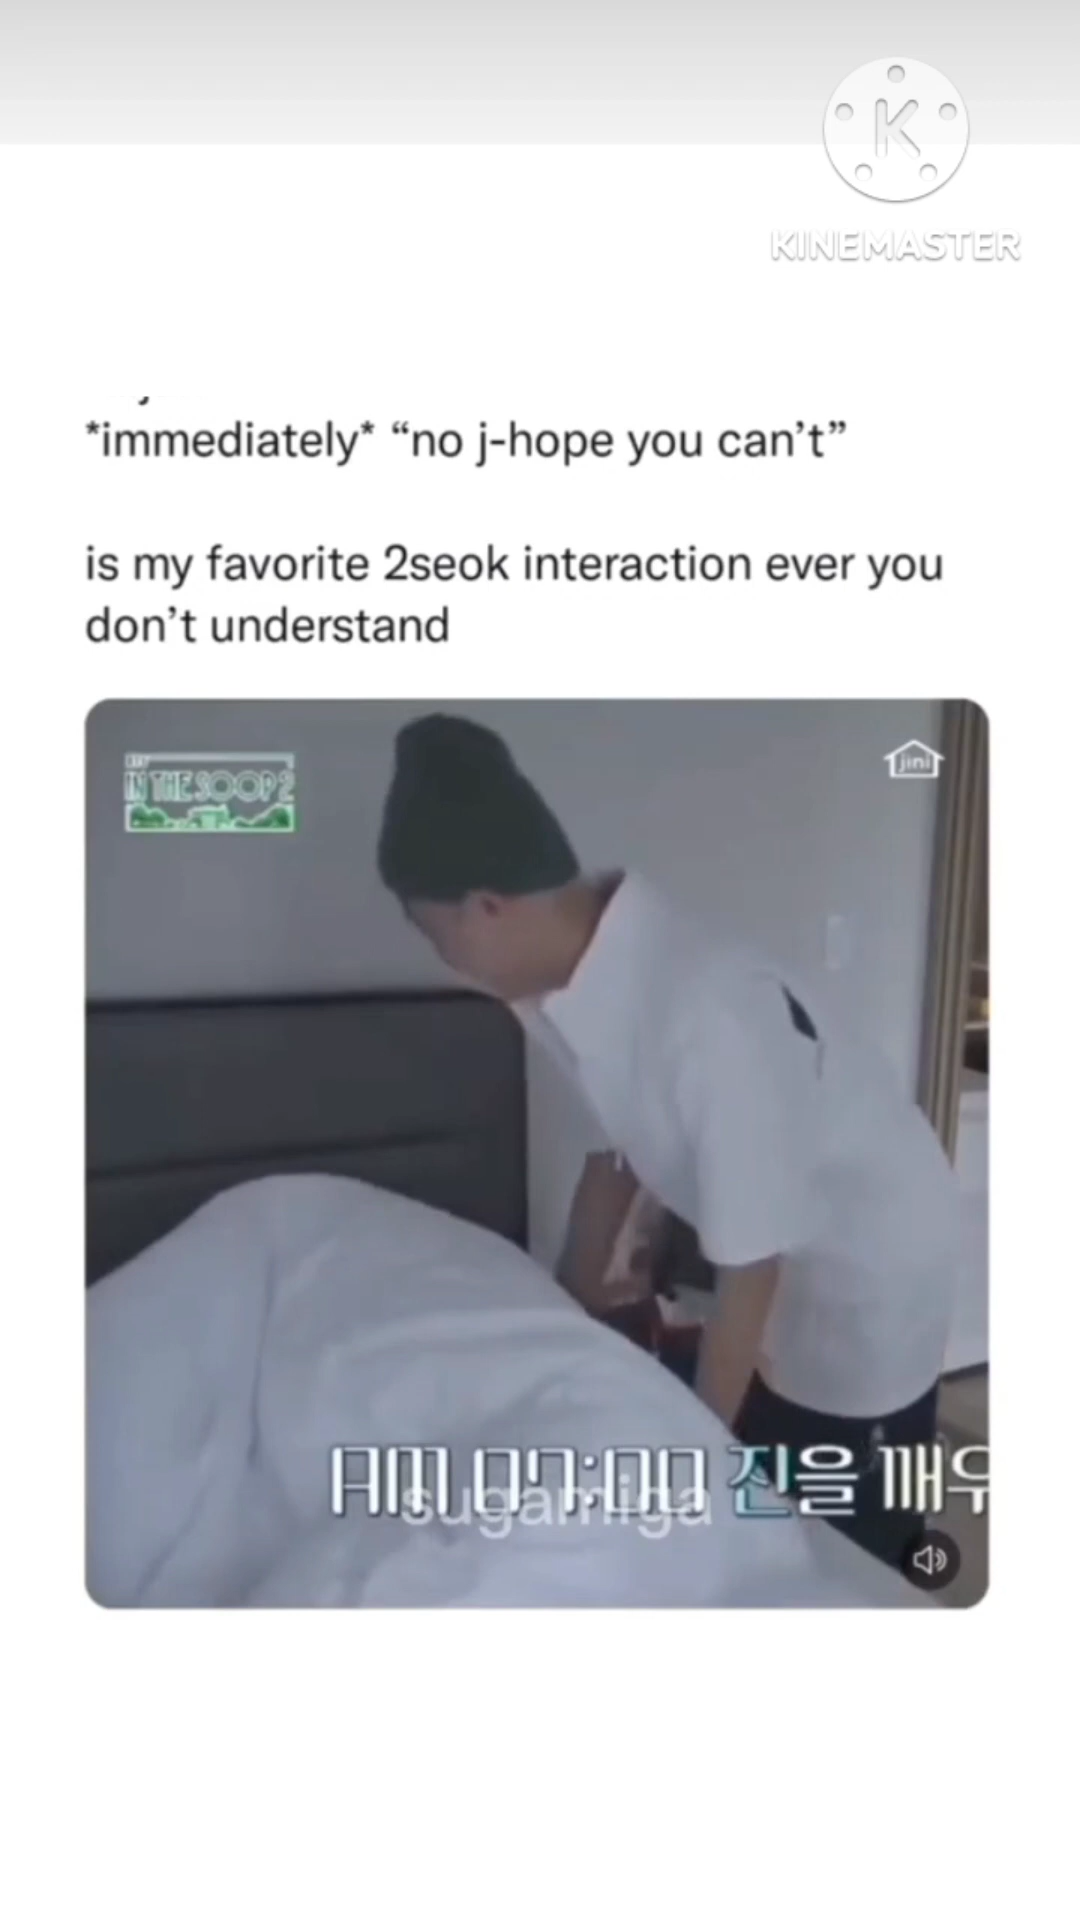 KINEMASTER
*immediately* “no j-hope you can’t”
is my favorite 2seok interaction ever you
don’t understand
IN THE SOOP2
jini
AM 07:00 진을 깨우
sugamiga